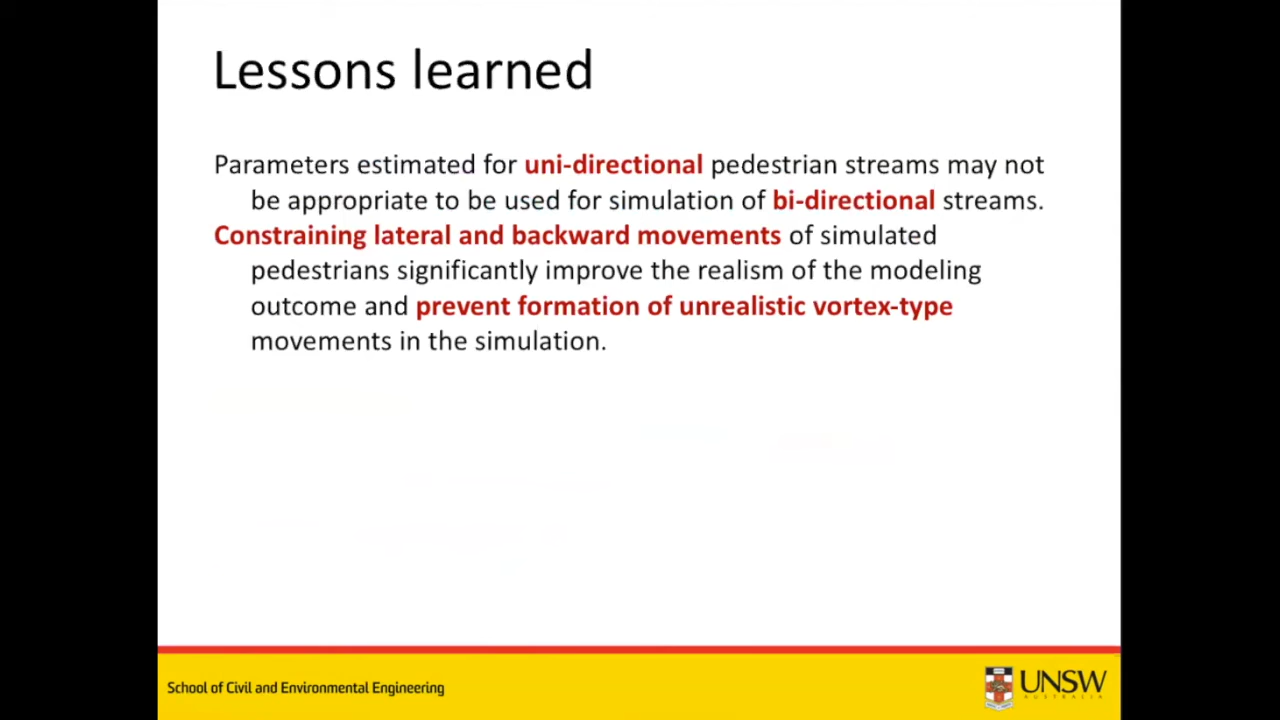 Lessons learned
Parameters estimated for uni-directional pedestrian streams may not
be appropriate to be used for simulation of bi-directional streams.
Constraining lateral and backward movements of simulated
pedestrians significantly improve the realism of the modeling
outcome and prevent formation of unrealistic vortex-type
movements in the simulation.
School of Civil and Environmental Engineering
UNSW
AUSTRALIA